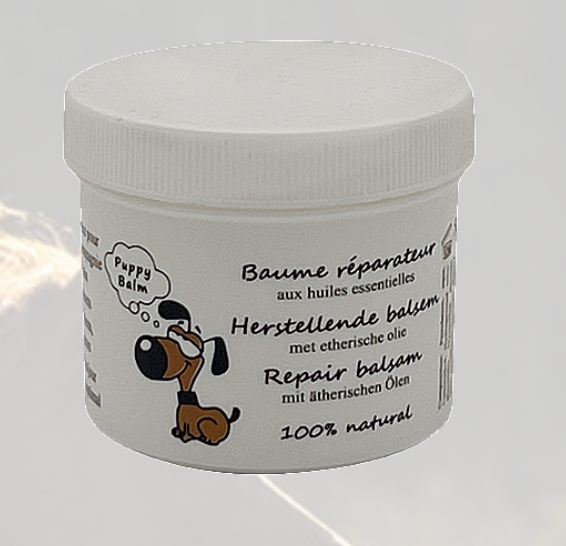 Puppy
Balm
Baume réparateur
aux huiles essentielles
Herstellende balsem
met etherische olie
Repair balsam
mit ätherischen Ölen
100% natural